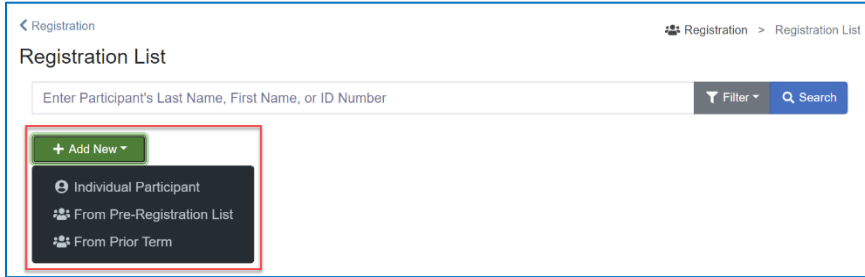 Registration
Registration > Registration List
Registration List
Enter Participant's Last Name, First Name, or ID Number
Filter
Search
+ Add New
Individual Participant
From Pre-Registration List
From Prior Term